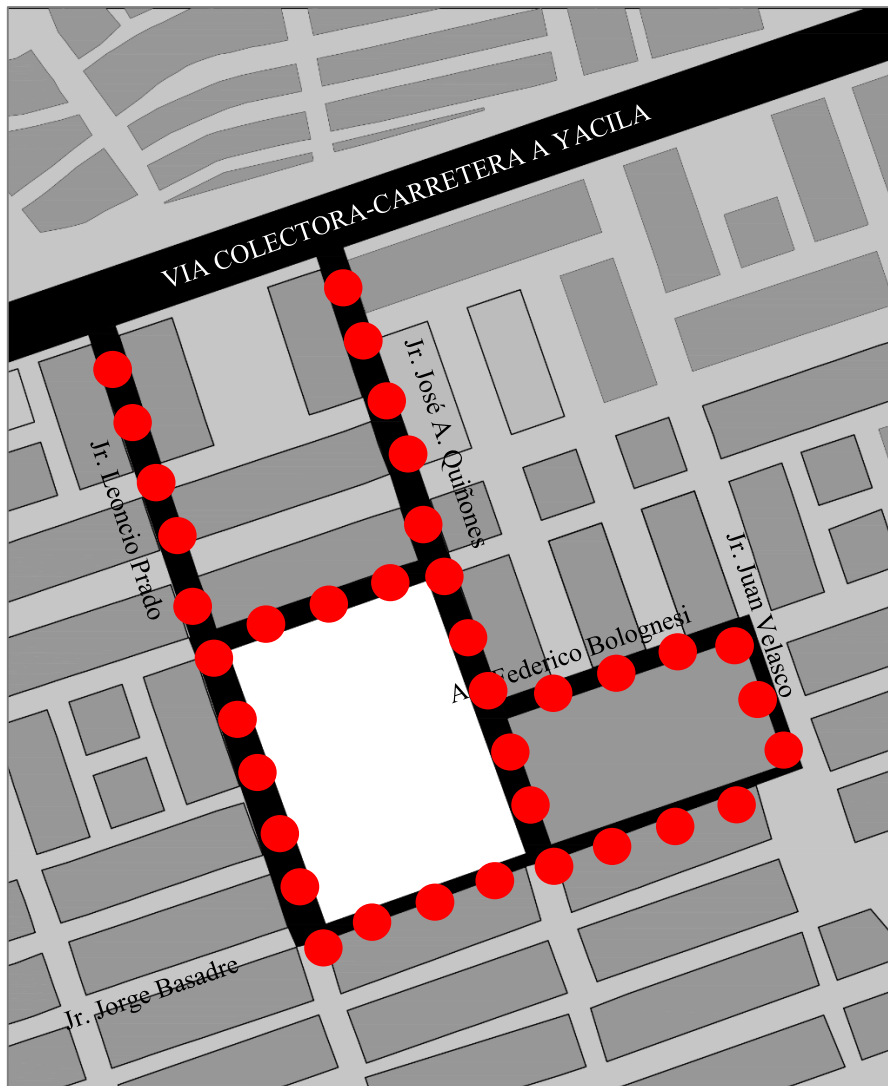 VIA COLECTORA-CARRETERA A YACILA
Jr. José A. Quiñones
Jr. Leoncio Prado
Jr. Juan Velasco
Federico Bolognesi
Jr. Jorge Basadre